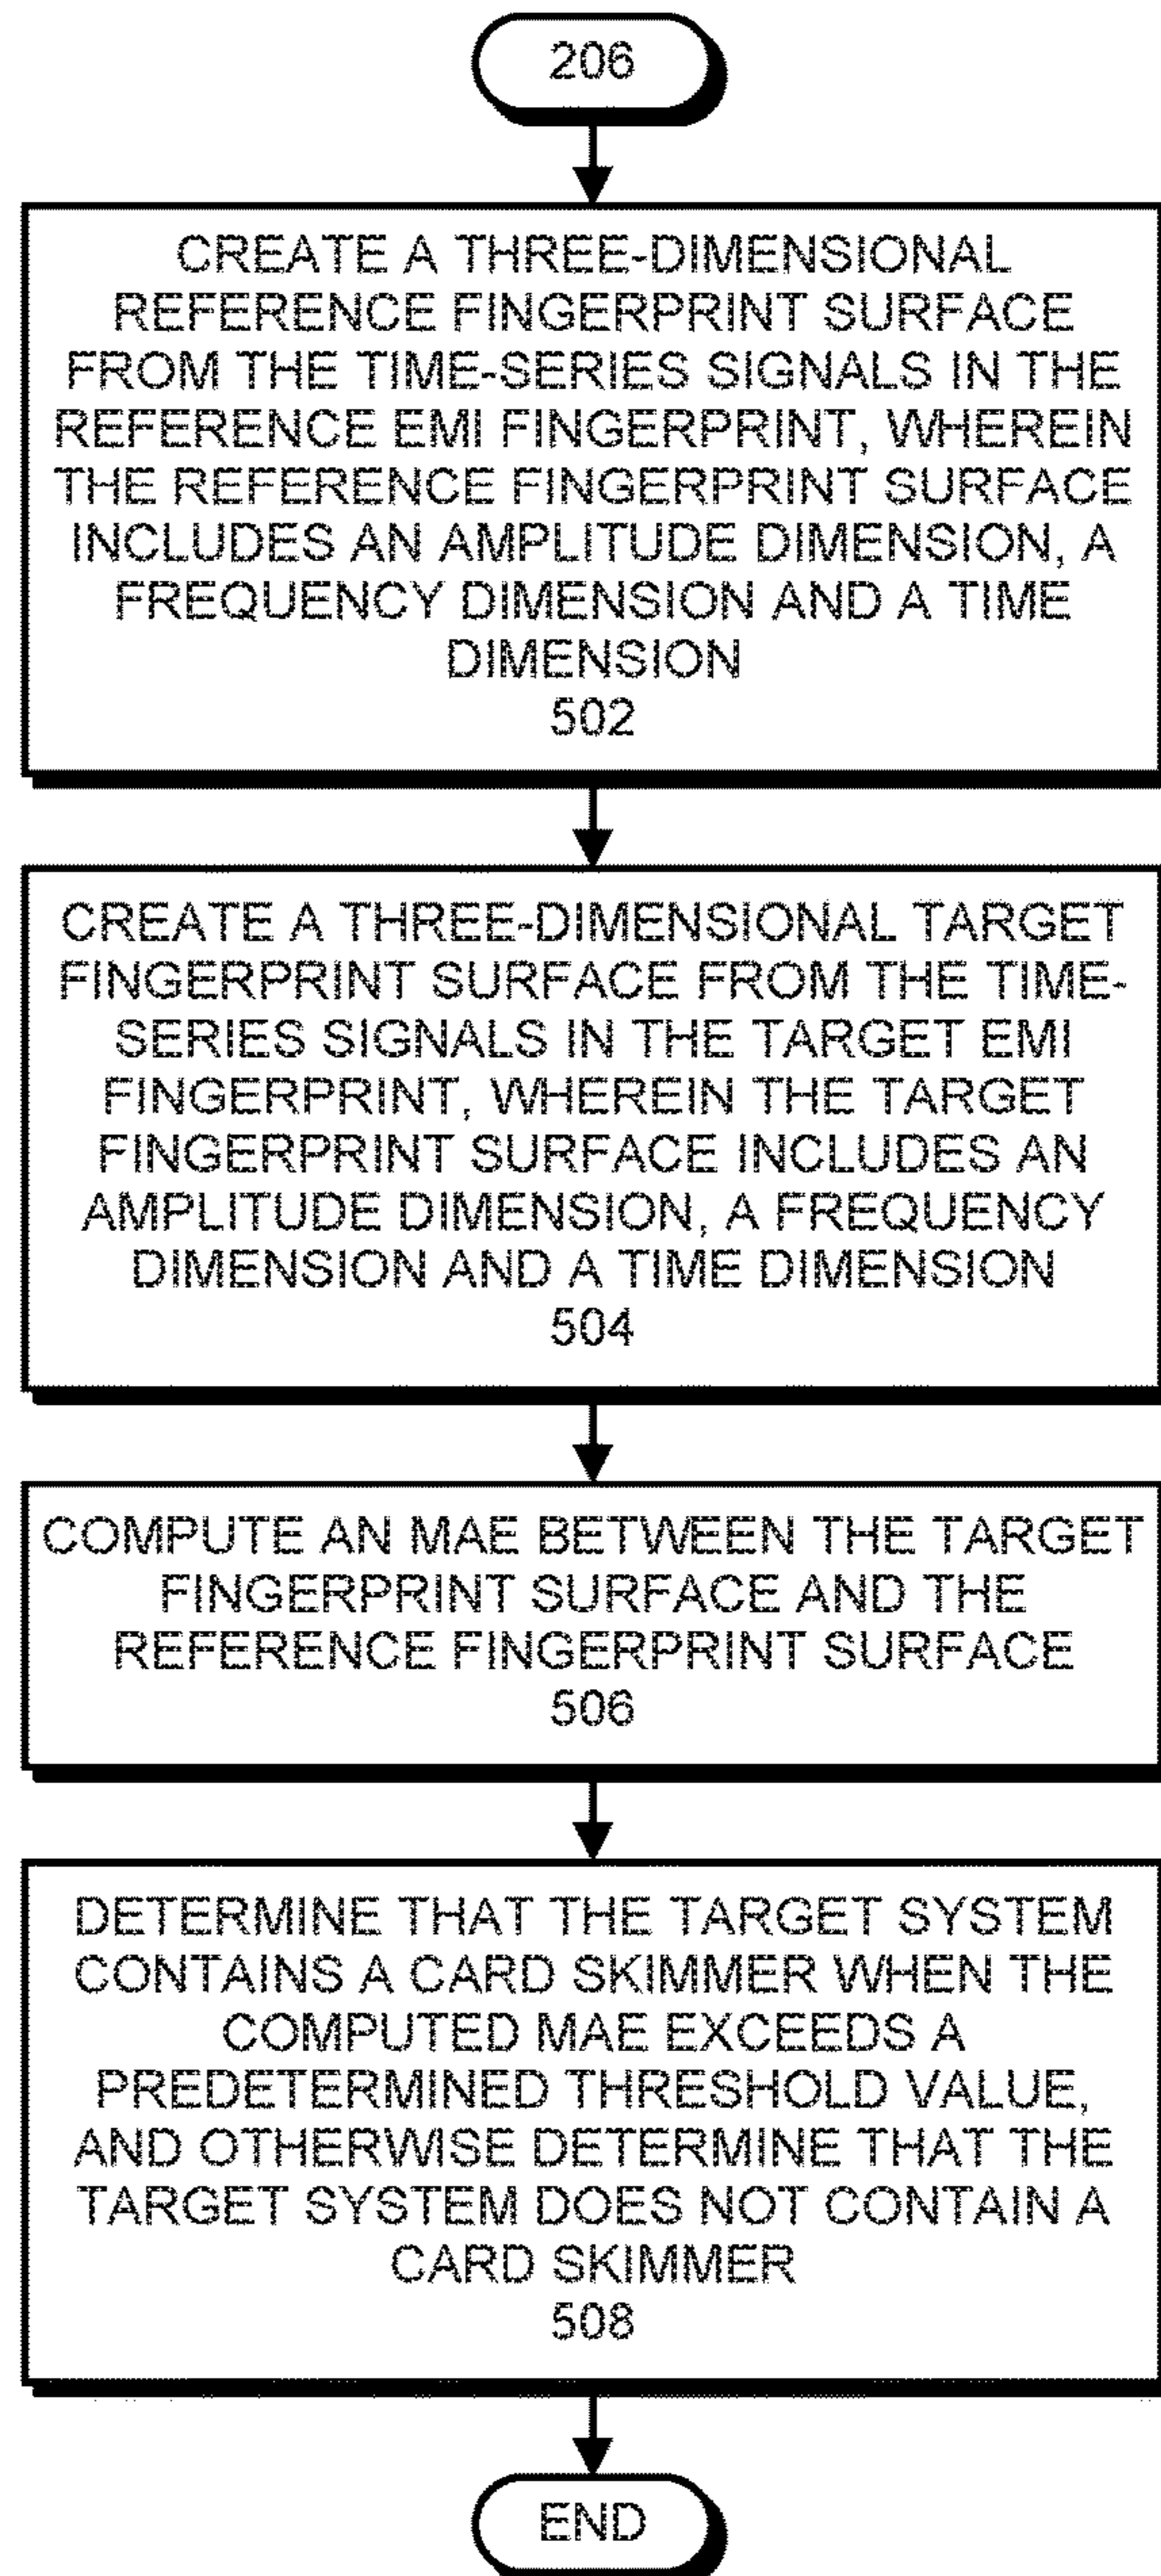 206
CREATE A THREE-DIMENSIONAL
REFERENCE FINGERPRINT SURFACE
FROM THE TIME-SERIES SIGNALS IN THE
REFERENCE EMI FINGERPRINT, WHEREIN
THE REFERENCE FINGERPRINT SURFACE
INCLUDES AN AMPLITUDE DIMENSION, A
FREQUENCY DIMENSION AND A TIME
DIMENSION
502
CREATE A THREE-DIMENSIONAL TARGET
FINGERPRINT SURFACE FROM THE TIME-
SERIES SIGNALS IN THE TARGET EMI
FINGERPRINT, WHEREIN THE TARGET
FINGERPRINT SURFACE INCLUDES AN
AMPLITUDE DIMENSION, A FREQUENCY
DIMENSION AND A TIME DIMENSION
504
COMPUTE AN MAE BETWEEN THE TARGET
FINGERPRINT SURFACE AND THE
REFERENCE FINGERPRINT SURFACE
506
DETERMINE THAT THE TARGET SYSTEM
CONTAINS A CARD SKIMMER WHEN THE
COMPUTED MAE EXCEEDS A
PREDETERMINED THRESHOLD VALUE,
AND OTHERWISE DETERMINE THAT THE
TARGET SYSTEM DOES NOT CONTAIN A
CARD SKIMMER
508
END